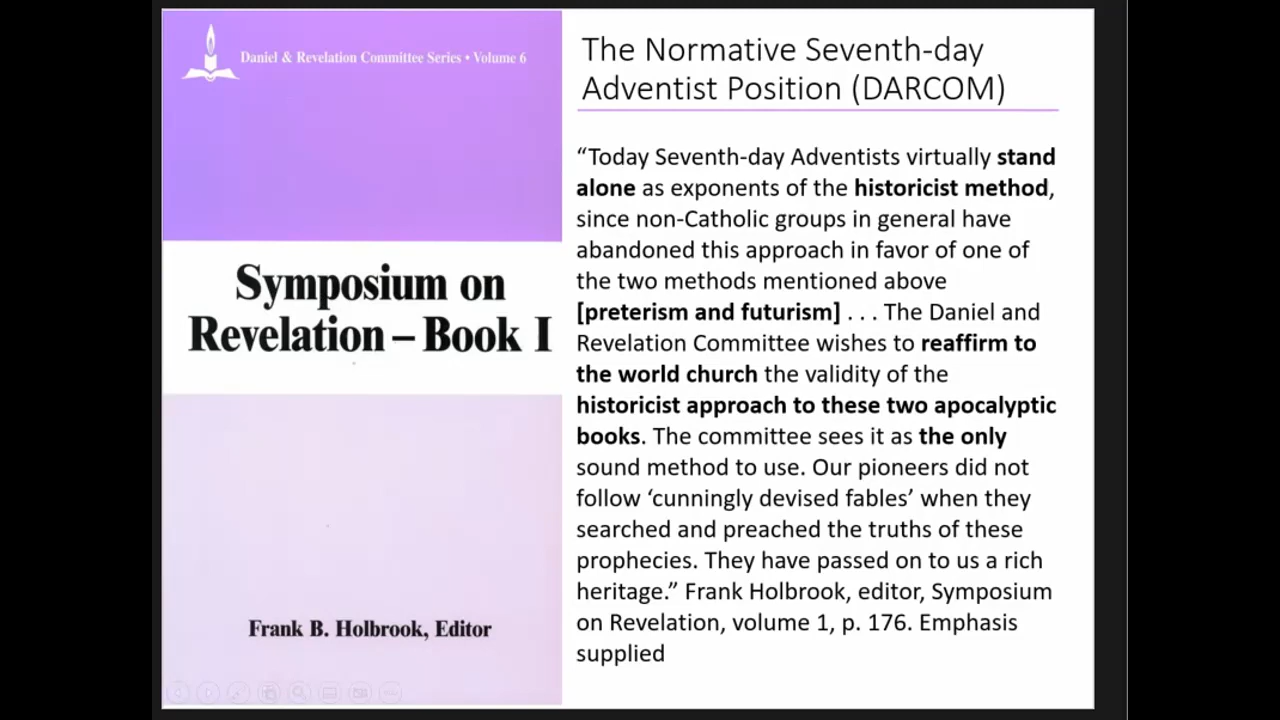 Daniel & Revelation Committee Series • Volume 6
Symposium on
Revelation – Book I
Frank B. Holbrook, Editor
The Normative Seventh-day
Adventist Position (DARCOM)
“Today Seventh-day Adventists virtually stand
alone as exponents of the historicist method,
since non-Catholic groups in general have
abandoned this approach in favor of one of
the two methods mentioned above
[preterism and futurism] . . . The Daniel and
Revelation Committee wishes to reaffirm to
the world church the validity of the
historicist approach to these two apocalyptic
books. The committee sees it as the only
sound method to use. Our pioneers did not
follow ‘cunningly devised fables’ when they
searched and preached the truths of these
prophecies. They have passed on to us a rich
heritage.” Frank Holbrook, editor, Symposium
on Revelation, volume 1, p. 176. Emphasis
supplied